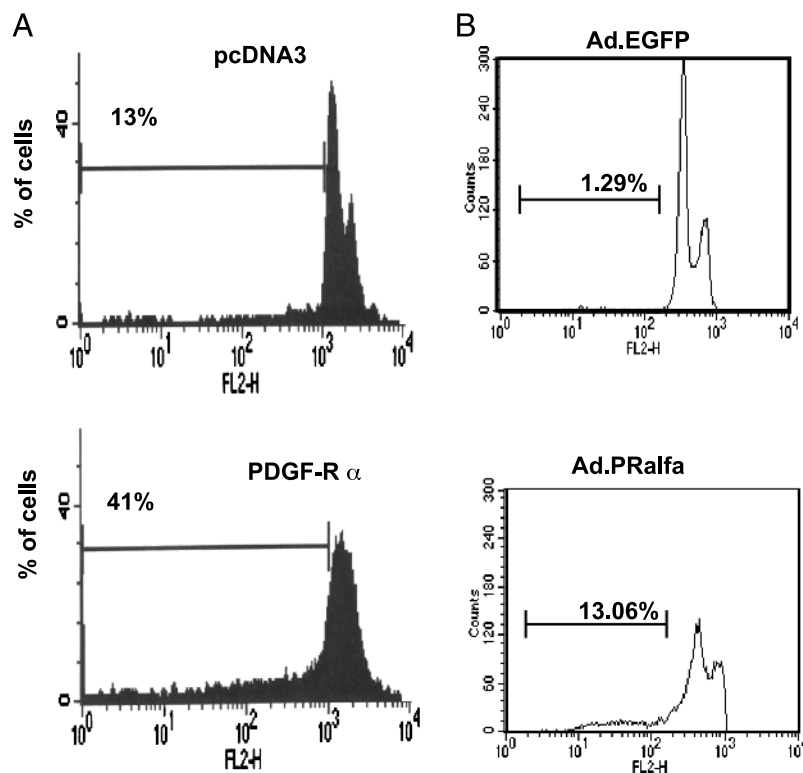 A
pcDNA3
13%
% of cells
40
0
10^0 10^1 10^2 10^3 10^4
FL2-H
PDGF-R α
41%
% of cells
40
0
10^0 10^1 10^2 10^3 10^4
FL2-H
B
Ad.EGFP
1.29%
Counts
300
240
180
120
60
0
10^0 10^1 10^2 10^3 10^4
FL2-H
Ad.PRalfa
13.06%
Counts
300
240
180
120
60
0
10^0 10^1 10^2 10^3 10^4
FL2-H